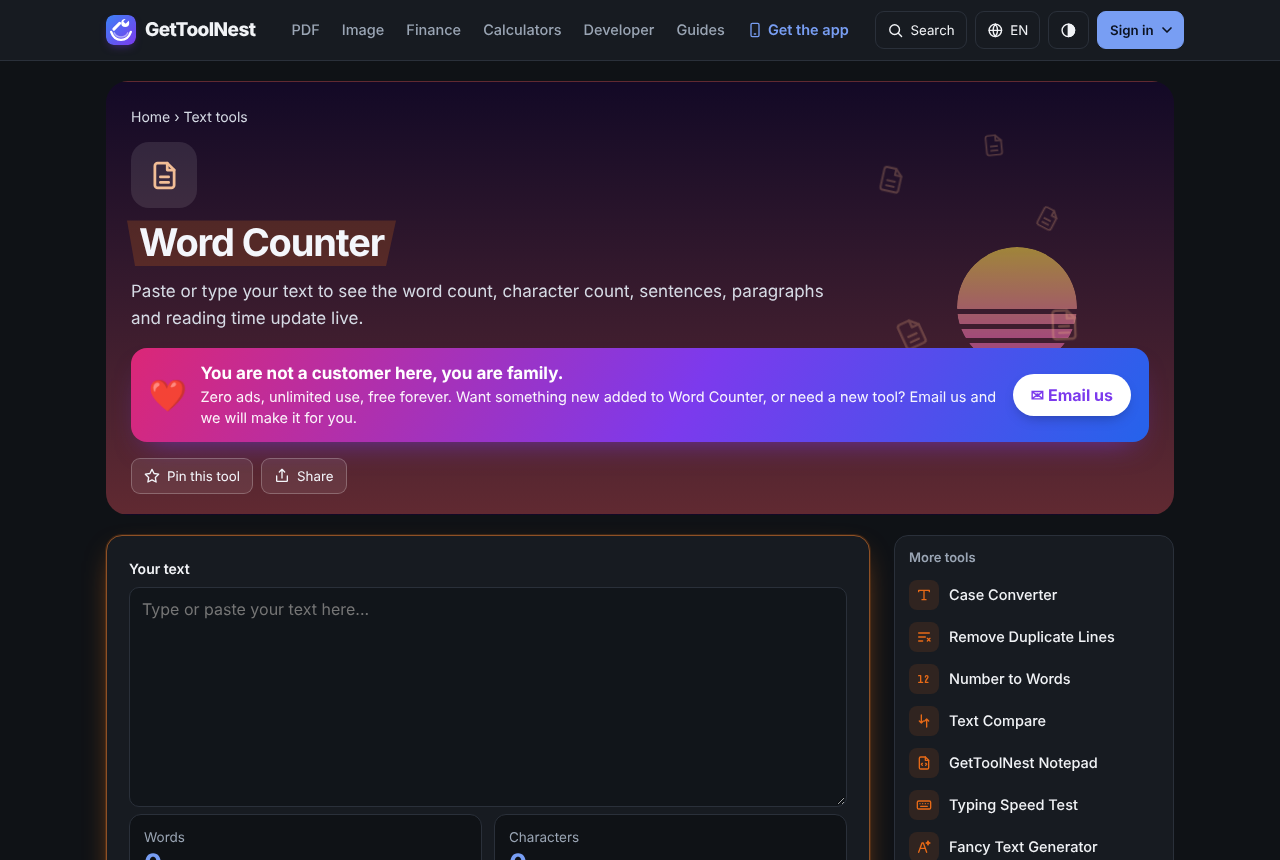 GetToolNest
PDF
Image
Finance
Calculators
Developer
Guides
Get the app
Search
EN
Sign in
Home › Text tools
Word Counter
Paste or type your text to see the word count, character count, sentences, paragraphs
and reading time update live.
You are not a customer here, you are family.
Zero ads, unlimited use, free forever. Want something new added to Word Counter, or need a new tool? Email us and
we will make it for you.
✉ Email us
Pin this tool
Share
Your text
Type or paste your text here...
Words
Characters
More tools
Case Converter
Remove Duplicate Lines
Number to Words
Text Compare
GetToolNest Notepad
Typing Speed Test
Fancy Text Generator